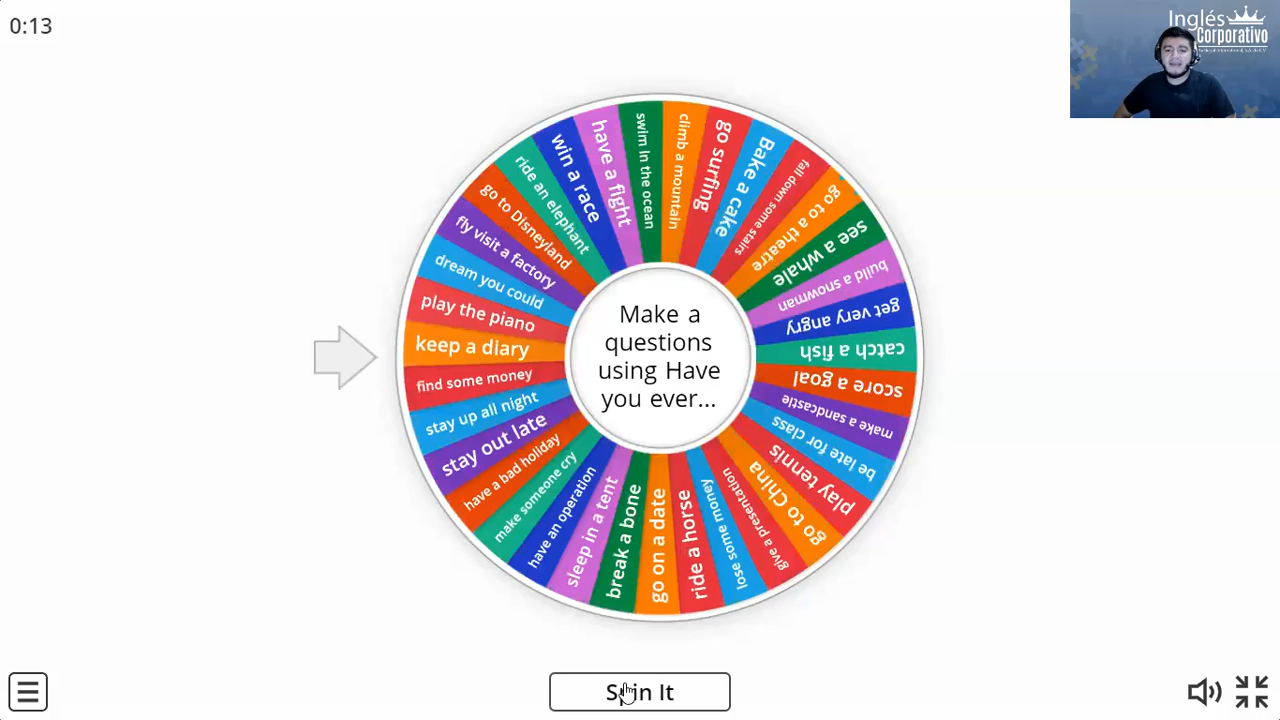 0:13
Inglés
Corporativo
swim in the ocean
climb a mountain
go surfing
Bake a cake
fall down some stairs
go to a theatre
see a whale
build a snowman
get very angry
catch a fish
score a goal
make a sandcastle
be late for class
play tennis
go to China
give a presentation
lose some money
ride a horse
go on a date
break a bone
sleep in a tent
have an operation
make someone cry
have a bad holiday
stay out late
stay up all night
find some money
keep a diary
play the piano
dream you could
fly visit a factory
go to Disneyland
ride an elephant
win a race
have a fight
Make a
questions
using Have
you ever...
Spin It